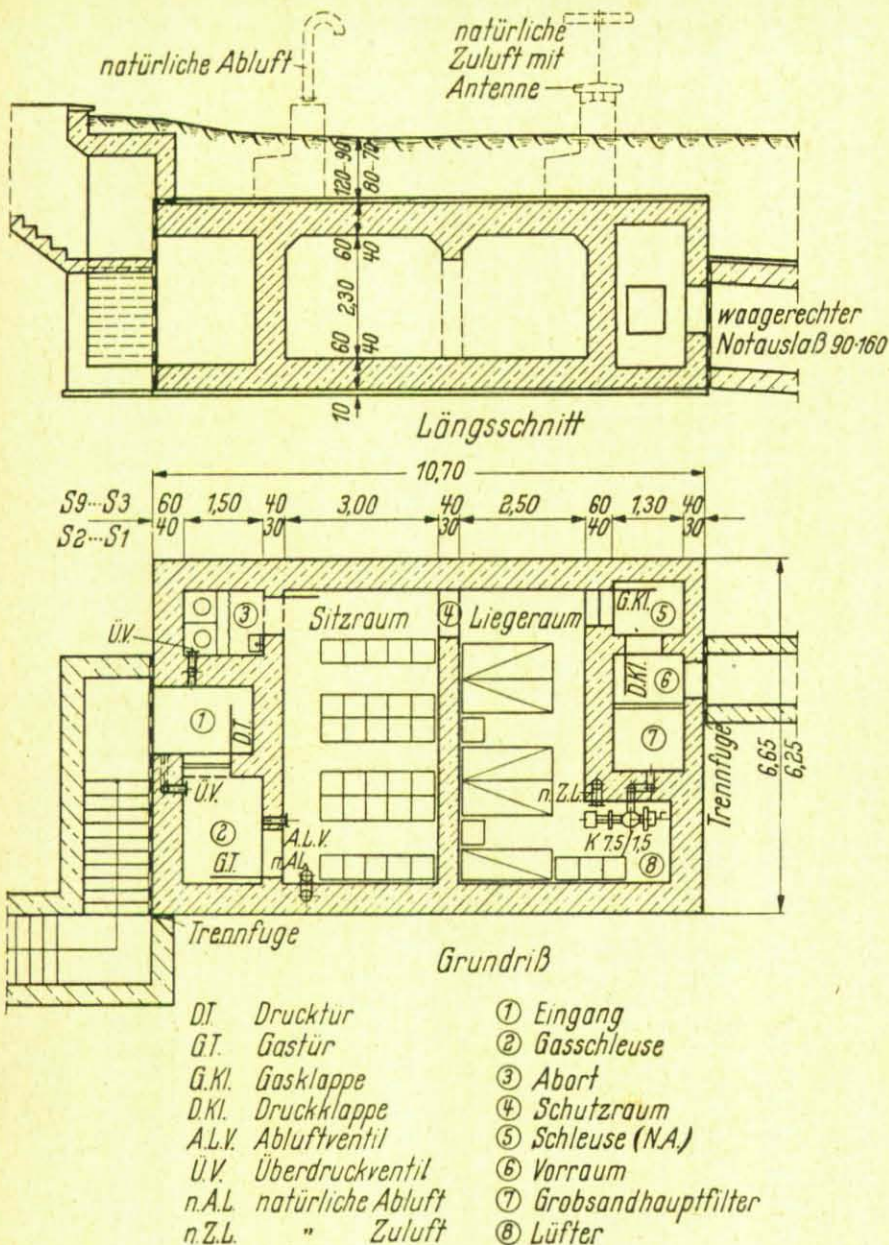 natürliche Abluft
natürliche
Zuluft mit
Antenne
120-90
80-70
60
40
2,30
60
40
10
waagerechter
Notauslaß 90·160
Längsschnitt
10,70
S9···S3 60 1,50 40 3,00 40 2,50 60 1,30 40
S2···S1 40 30 30 40 30
Ü.V.
③
Sitzraum
④
Liegeraum
G.Kl.
⑤
D.Kl.
⑥
①
D.T.
⑦
Trennfuge
6,65
6,25
Ü.V.
②
G.T.
A.L.V.
n.A.L.
n.Z.L.
K 7.5/1,5
⑧
Trennfuge
Grundriß
D.T. Drucktür
G.T. Gastür
G.Kl. Gasklappe
D.Kl. Druckklappe
A.L.V. Abluftventil
Ü.V. Überdruckventil
n.A.L. natürliche Abluft
n.Z.L. " Zuluft
① Eingang
② Gasschleuse
③ Abort
④ Schutzraum
⑤ Schleuse (N.A.)
⑥ Vorraum
⑦ Grobsandhauptfilter
⑧ Lüfter